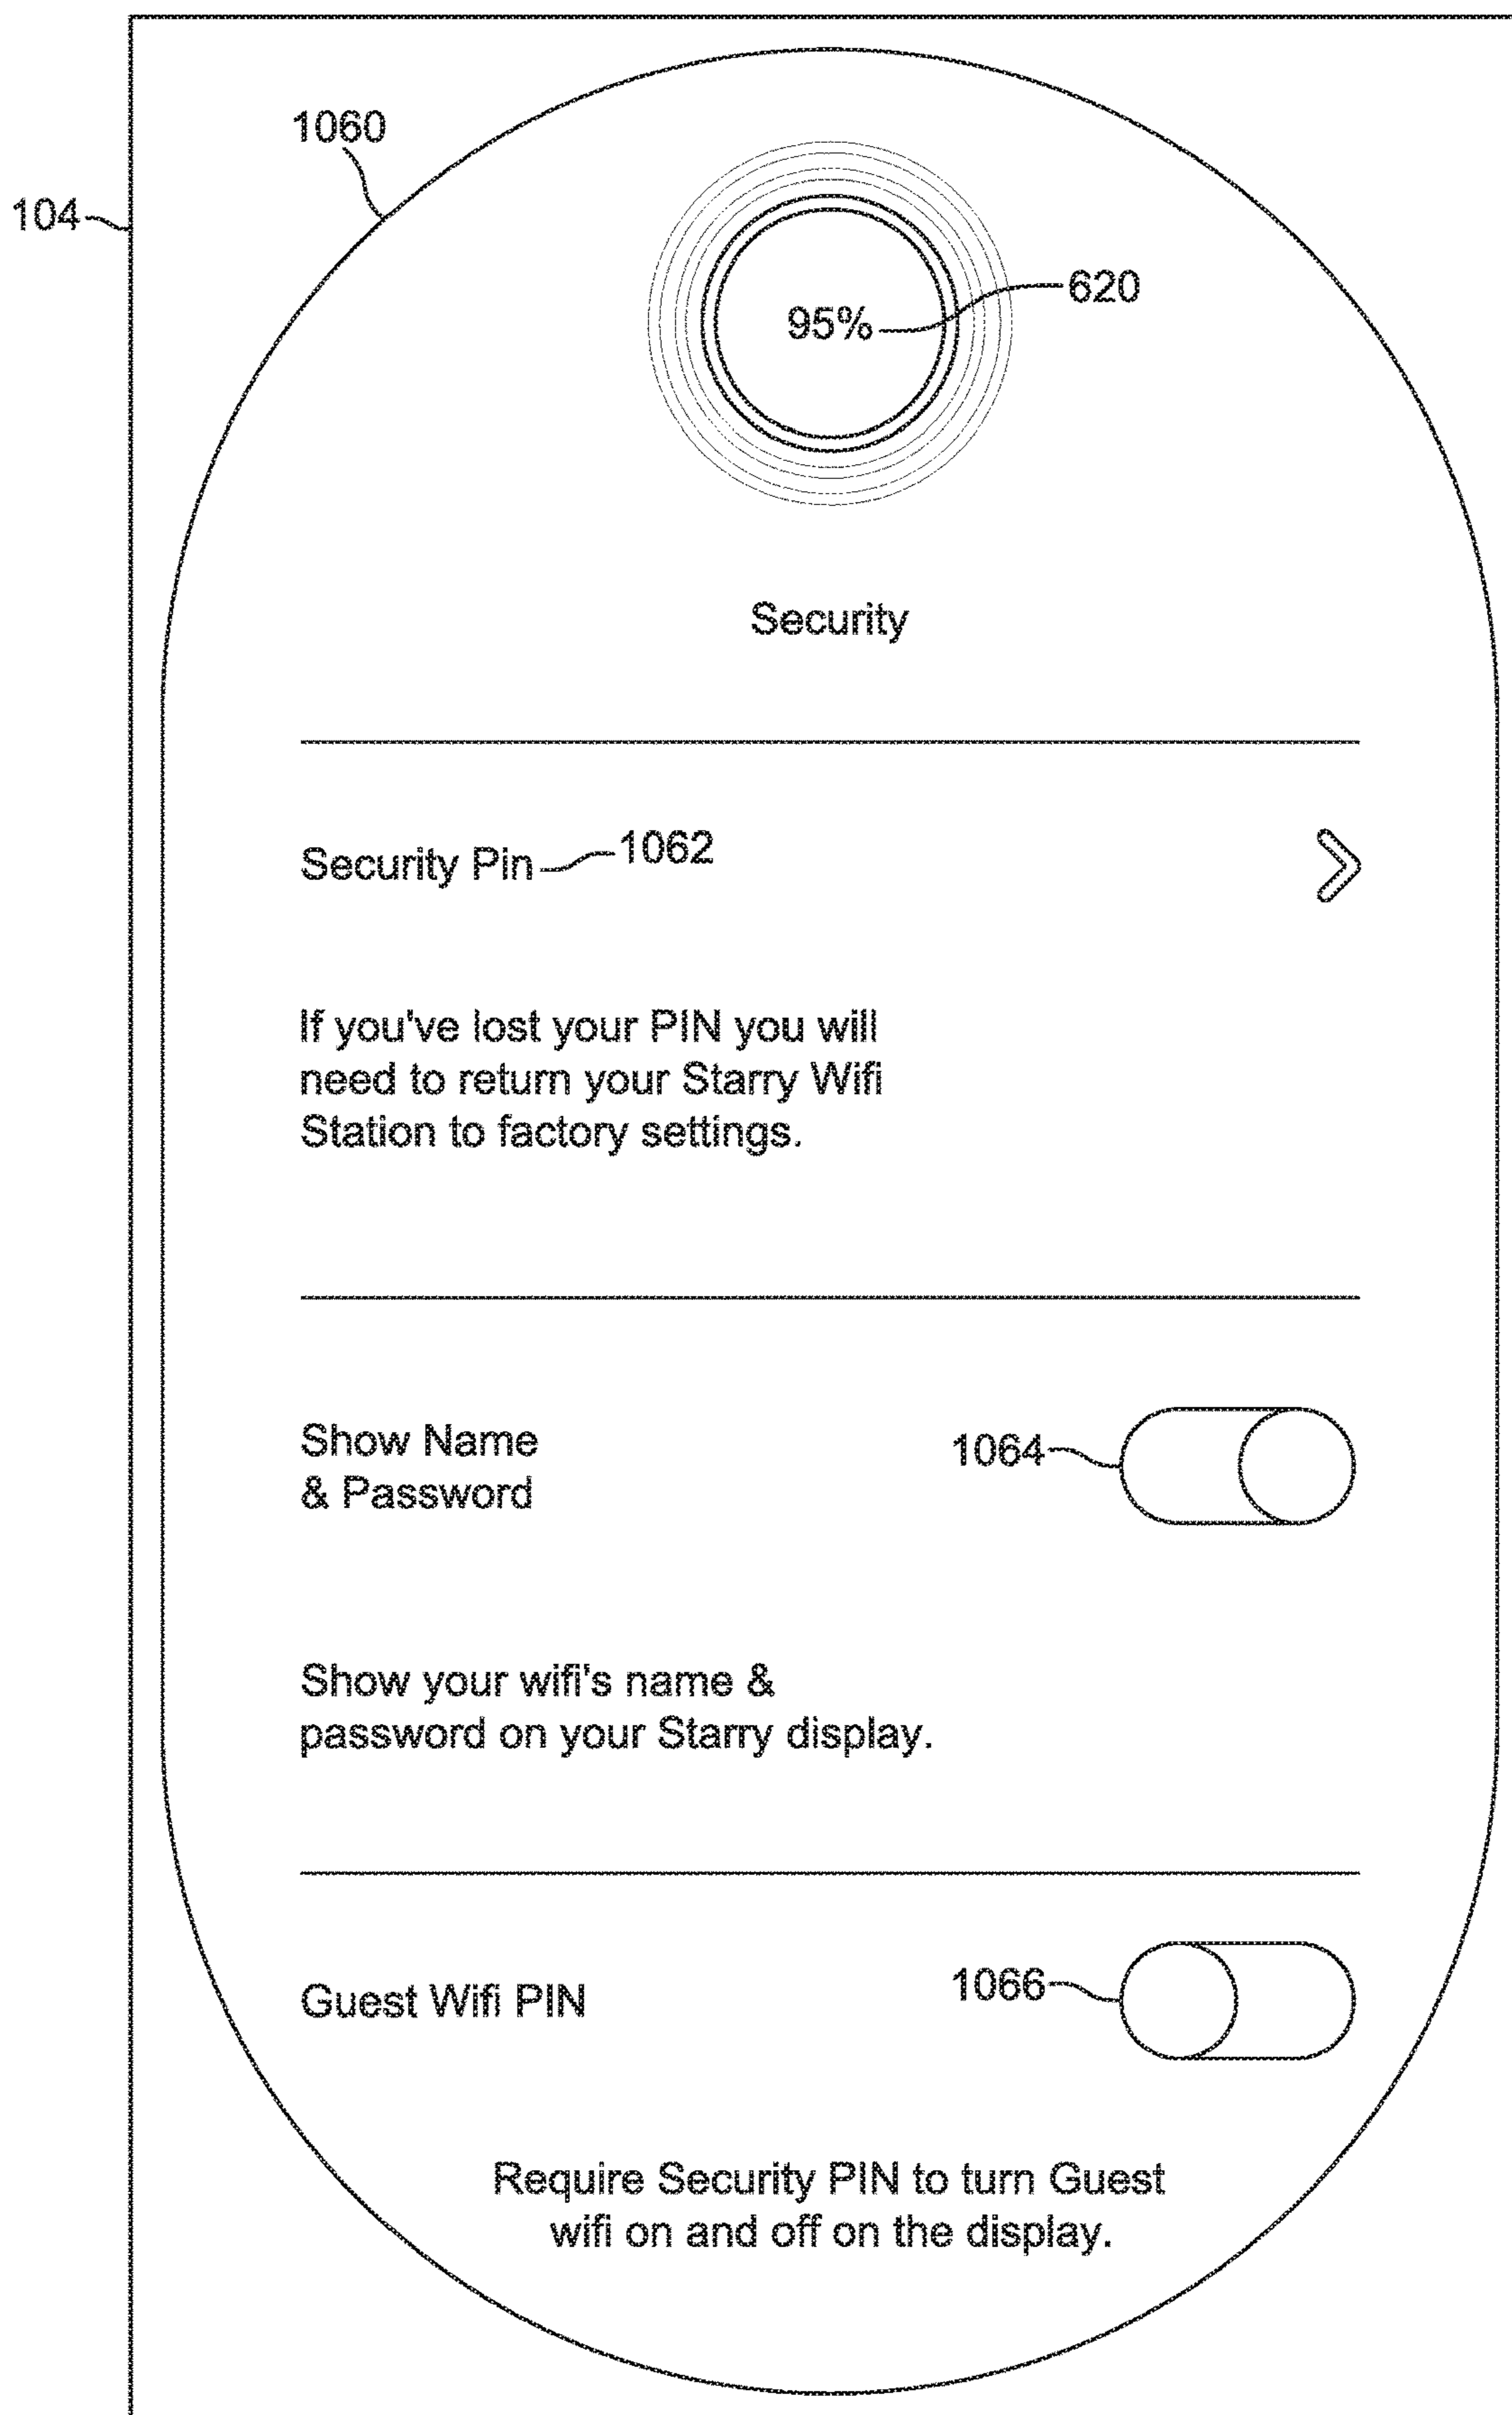 1060
104
620
95%
Security
Security Pin
1062
If you've lost your PIN you will
need to return your Starry Wifi
Station to factory settings.
Show Name
& Password
1064
Show your wifi's name &
password on your Starry display.
Guest Wifi PIN
1066
Require Security PIN to turn Guest
wifi on and off on the display.